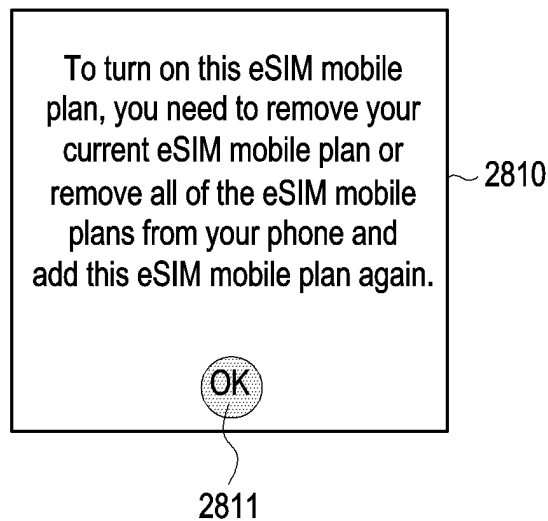 To turn on this eSIM mobile
plan, you need to remove your
current eSIM mobile plan or
remove all of the eSIM mobile
plans from your phone and
add this eSIM mobile plan again.
2810
OK
2811